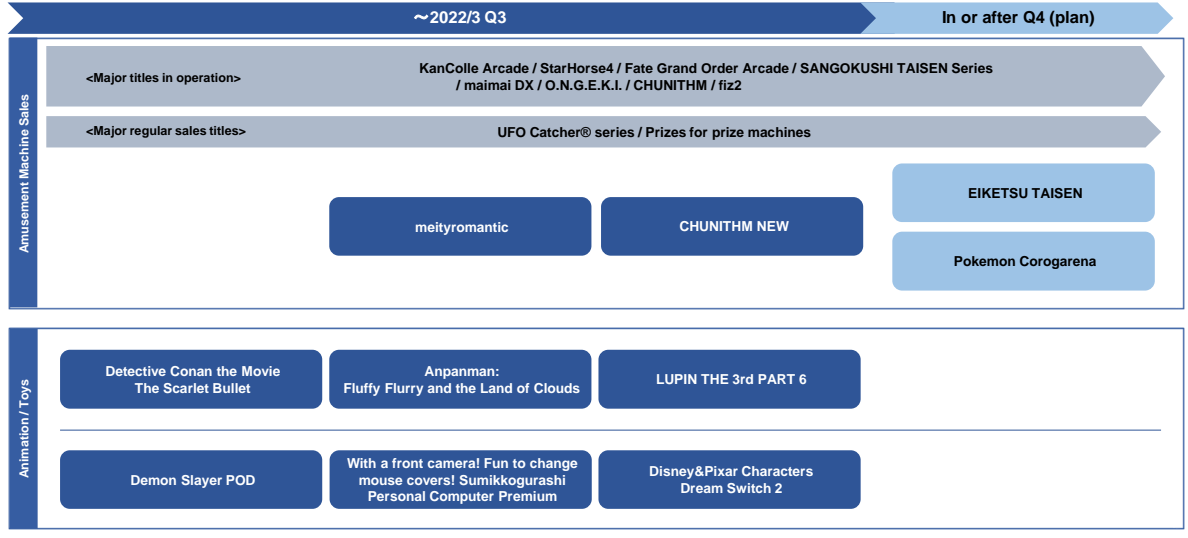 ～2022/3 Q3
In or after Q4 (plan)
Amusement Machine Sales
<Major titles in operation>
KanColle Arcade / StarHorse4 / Fate Grand Order Arcade / SANGOKUSHI TAISEN Series
/ maimai DX / O.N.G.E.K.I. / CHUNITHM / fiz2
<Major regular sales titles>
UFO Catcher® series / Prizes for prize machines
meityromantic
CHUNITHM NEW
EIKETSU TAISEN
Pokemon Corogarena
Animation / Toys
Detective Conan the Movie
The Scarlet Bullet
Anpanman:
Fluffy Flurry and the Land of Clouds
LUPIN THE 3rd PART 6
Demon Slayer POD
With a front camera! Fun to change
mouse covers! Sumikkogurashi
Personal Computer Premium
Disney&Pixar Characters
Dream Switch 2